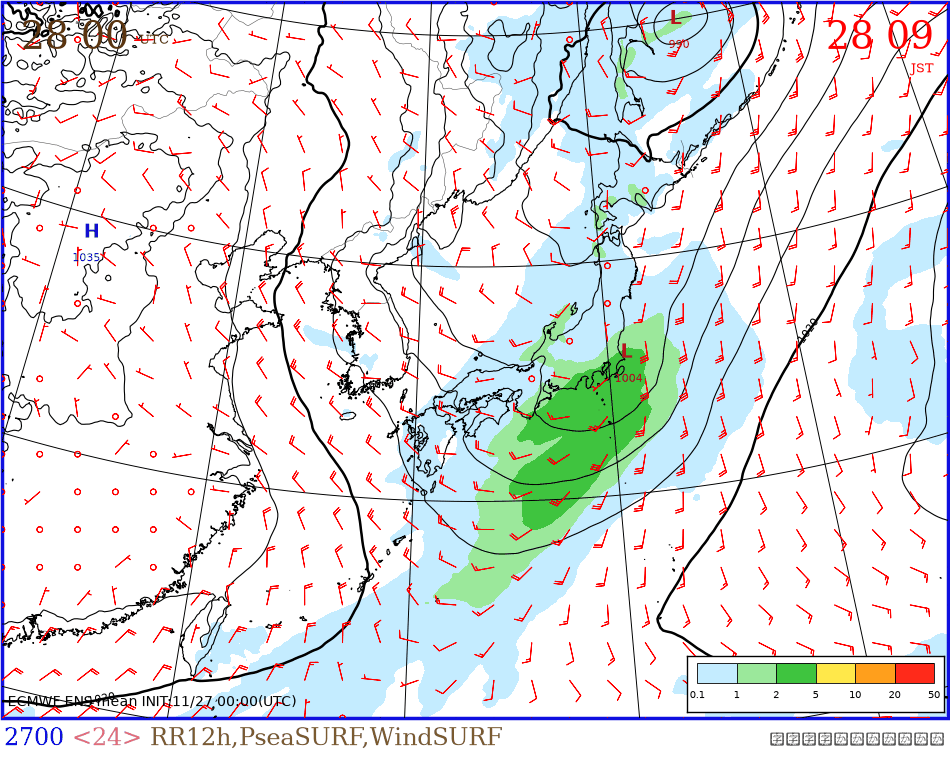 28 00 UTC
28 09
JST
L
990
H
1035
1020
L
1004
1020
ECMWF ENS mean INIT:11/27 00:00(UTC)
0.1 1 2 5 10 20 50
2700 <24> RR12h,PseaSURF,WindSURF